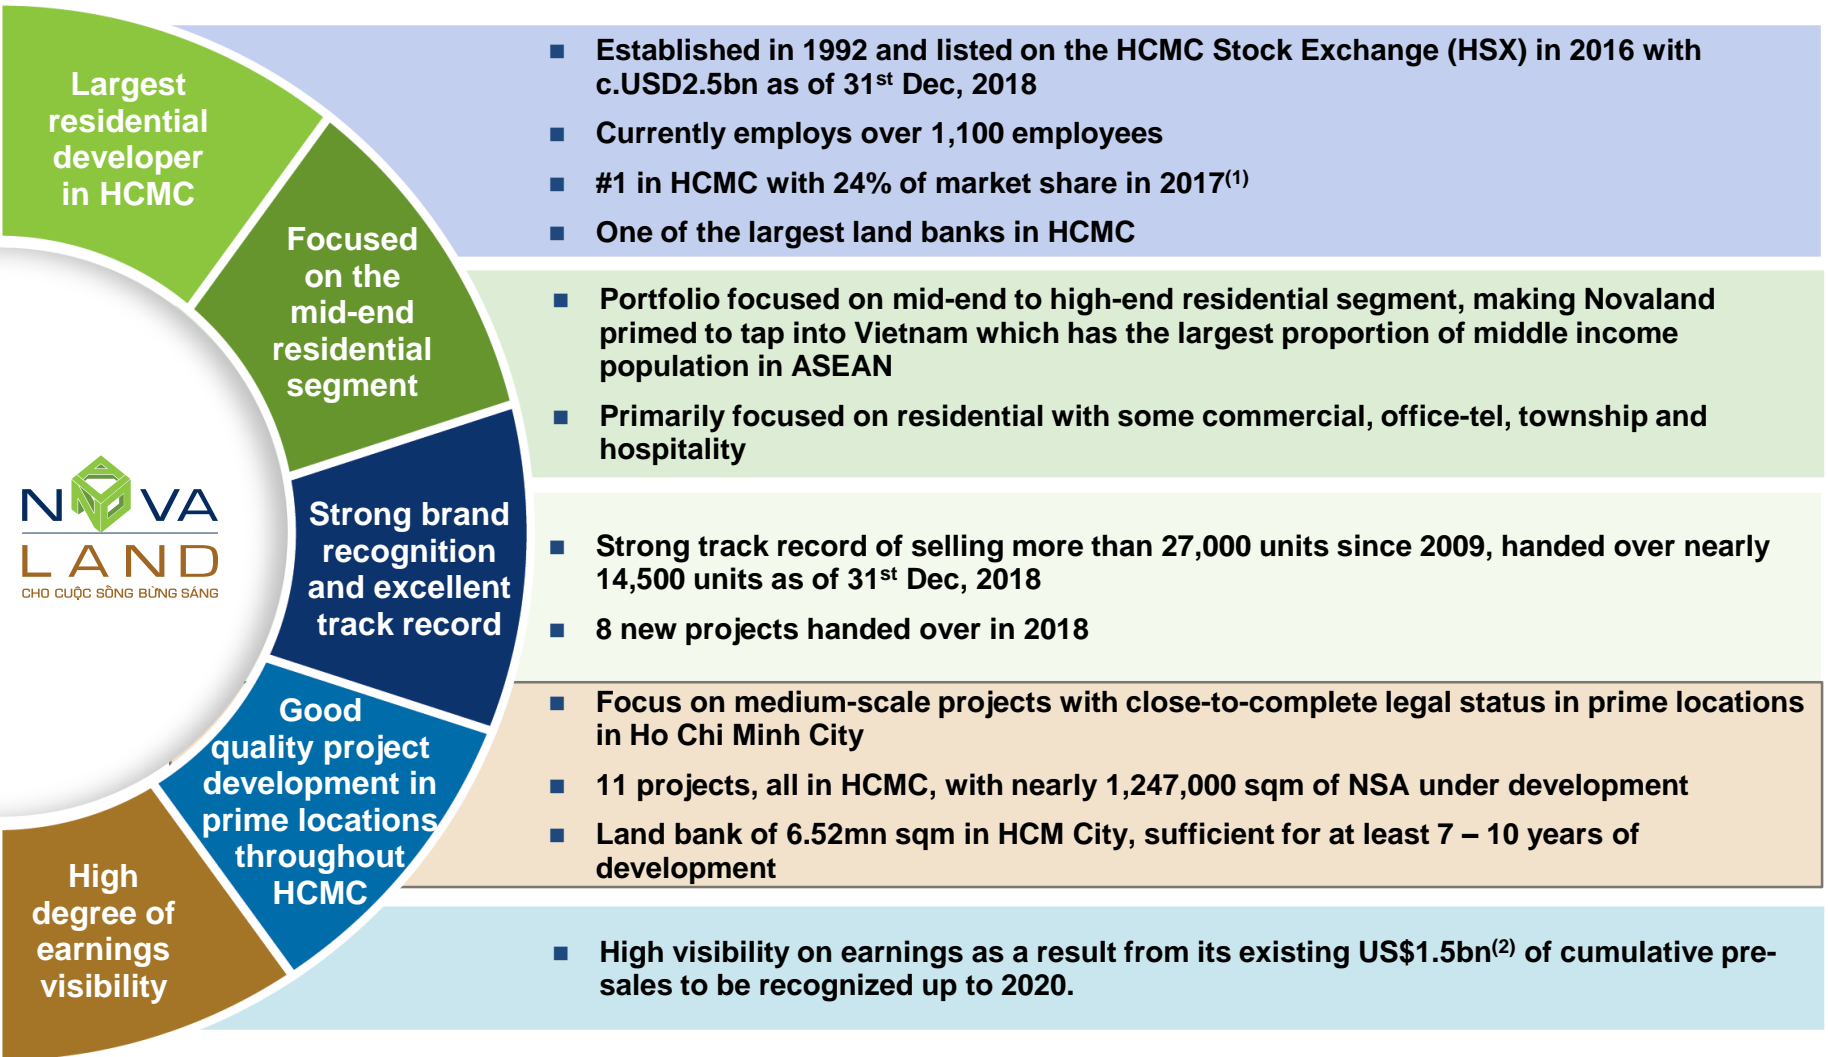 Largest
residential
developer
in HCMC
■ Established in 1992 and listed on the HCMC Stock Exchange (HSX) in 2016 with
c.USD2.5bn as of 31st Dec, 2018
■ Currently employs over 1,100 employees
■ #1 in HCMC with 24% of market share in 2017(1)
■ One of the largest land banks in HCMC
Focused
on the
mid-end
residential
segment
■ Portfolio focused on mid-end to high-end residential segment, making Novaland
primed to tap into Vietnam which has the largest proportion of middle income
population in ASEAN
■ Primarily focused on residential with some commercial, office-tel, township and
hospitality
NOVA
LAND
CHO CUỘC SỐNG BỪNG SÁNG
Strong brand
recognition
and excellent
track record
■ Strong track record of selling more than 27,000 units since 2009, handed over nearly
14,500 units as of 31st Dec, 2018
■ 8 new projects handed over in 2018
Good
quality project
development in
prime locations
throughout
HCMC
■ Focus on medium-scale projects with close-to-complete legal status in prime locations
in Ho Chi Minh City
■ 11 projects, all in HCMC, with nearly 1,247,000 sqm of NSA under development
■ Land bank of 6.52mn sqm in HCM City, sufficient for at least 7 – 10 years of
development
High
degree of
earnings
visibility
■ High visibility on earnings as a result from its existing US$1.5bn(2) of cumulative pre-
sales to be recognized up to 2020.